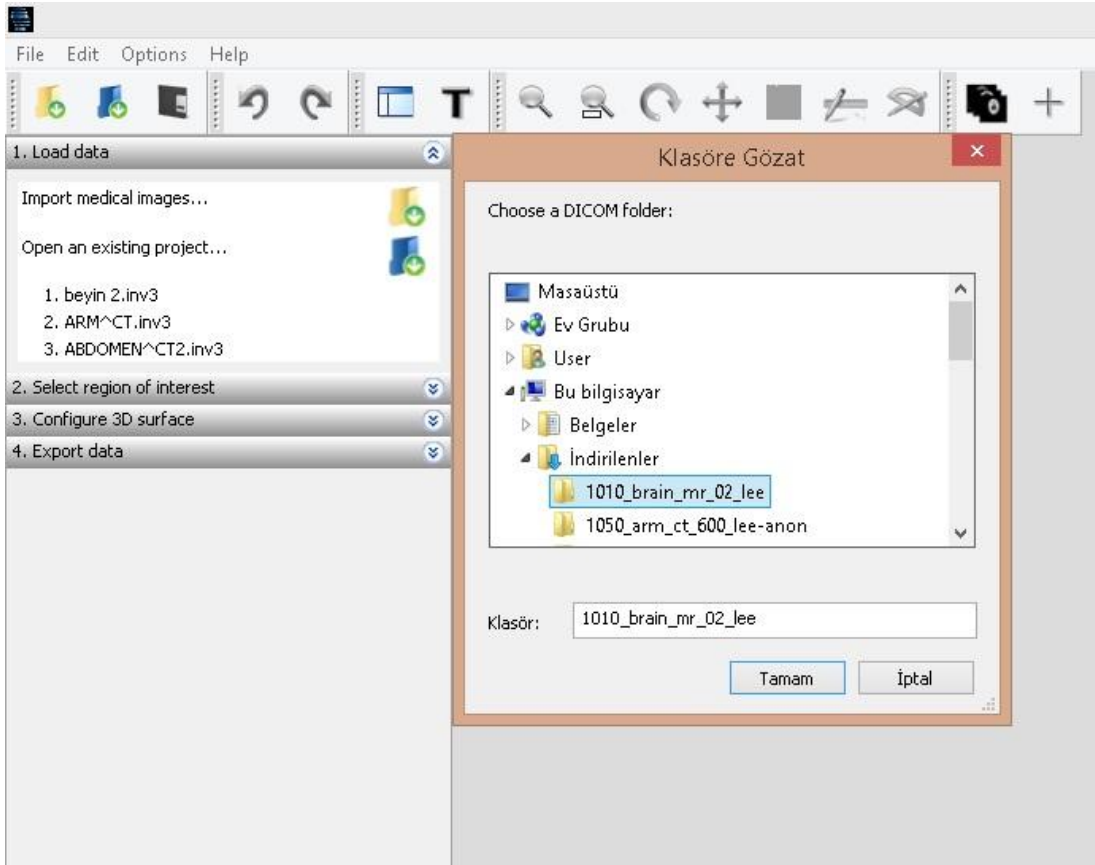 File Edit Options Help
1. Load data
Import medical images...
Open an existing project...
1. beyin 2.inv3
2. ARM^CT.inv3
3. ABDOMEN^CT2.inv3
2. Select region of interest
3. Configure 3D surface
4. Export data
Klasöre Gözat
Choose a DICOM folder:
Masaüstü
Ev Grubu
User
Bu bilgisayar
Belgeler
İndirilenler
1010_brain_mr_02_lee
1050_arm_ct_600_lee-anon
Klasör: 1010_brain_mr_02_lee
Tamam İptal